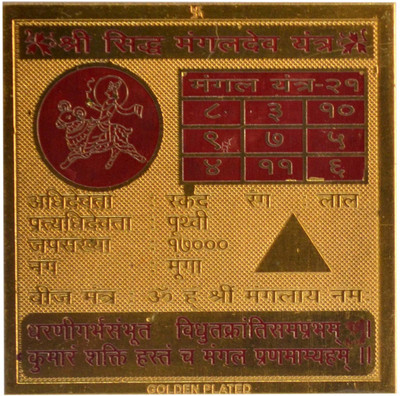 श्री सिद्ध मंगलदेव यंत्र
मंगल यंत्र-२१
८ ३ १०
९ ७ ५
४ ११ ६
अधिदेवता : स्कंद रंग : लाल
प्रत्यधिदेवता : पृथ्वी
जपसंख्या : १७०००
नंग : मूंगा
बीज मंत्र : ॐ हं श्रीं मंगलाय नमः
धरणीगर्भसंभूतं विधुतक्रांतिसमप्रभम् ||
कुमारं शक्ति हस्तं च मंगल प्रणमाम्यहम् ||
GOLDEN PLATED